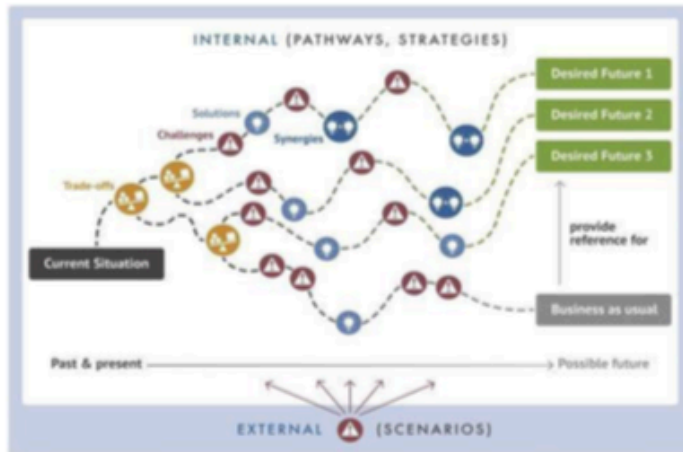 INTERNAL (PATHWAYS, STRATEGIES)
Desired Future 1
Solutions
Desired Future 2
Challenges
Synergies
Desired Future 3
Trade-offs
provide
reference for
Current Situation
Business as usual
Past & present
Possible future
EXTERNAL (SCENARIOS)